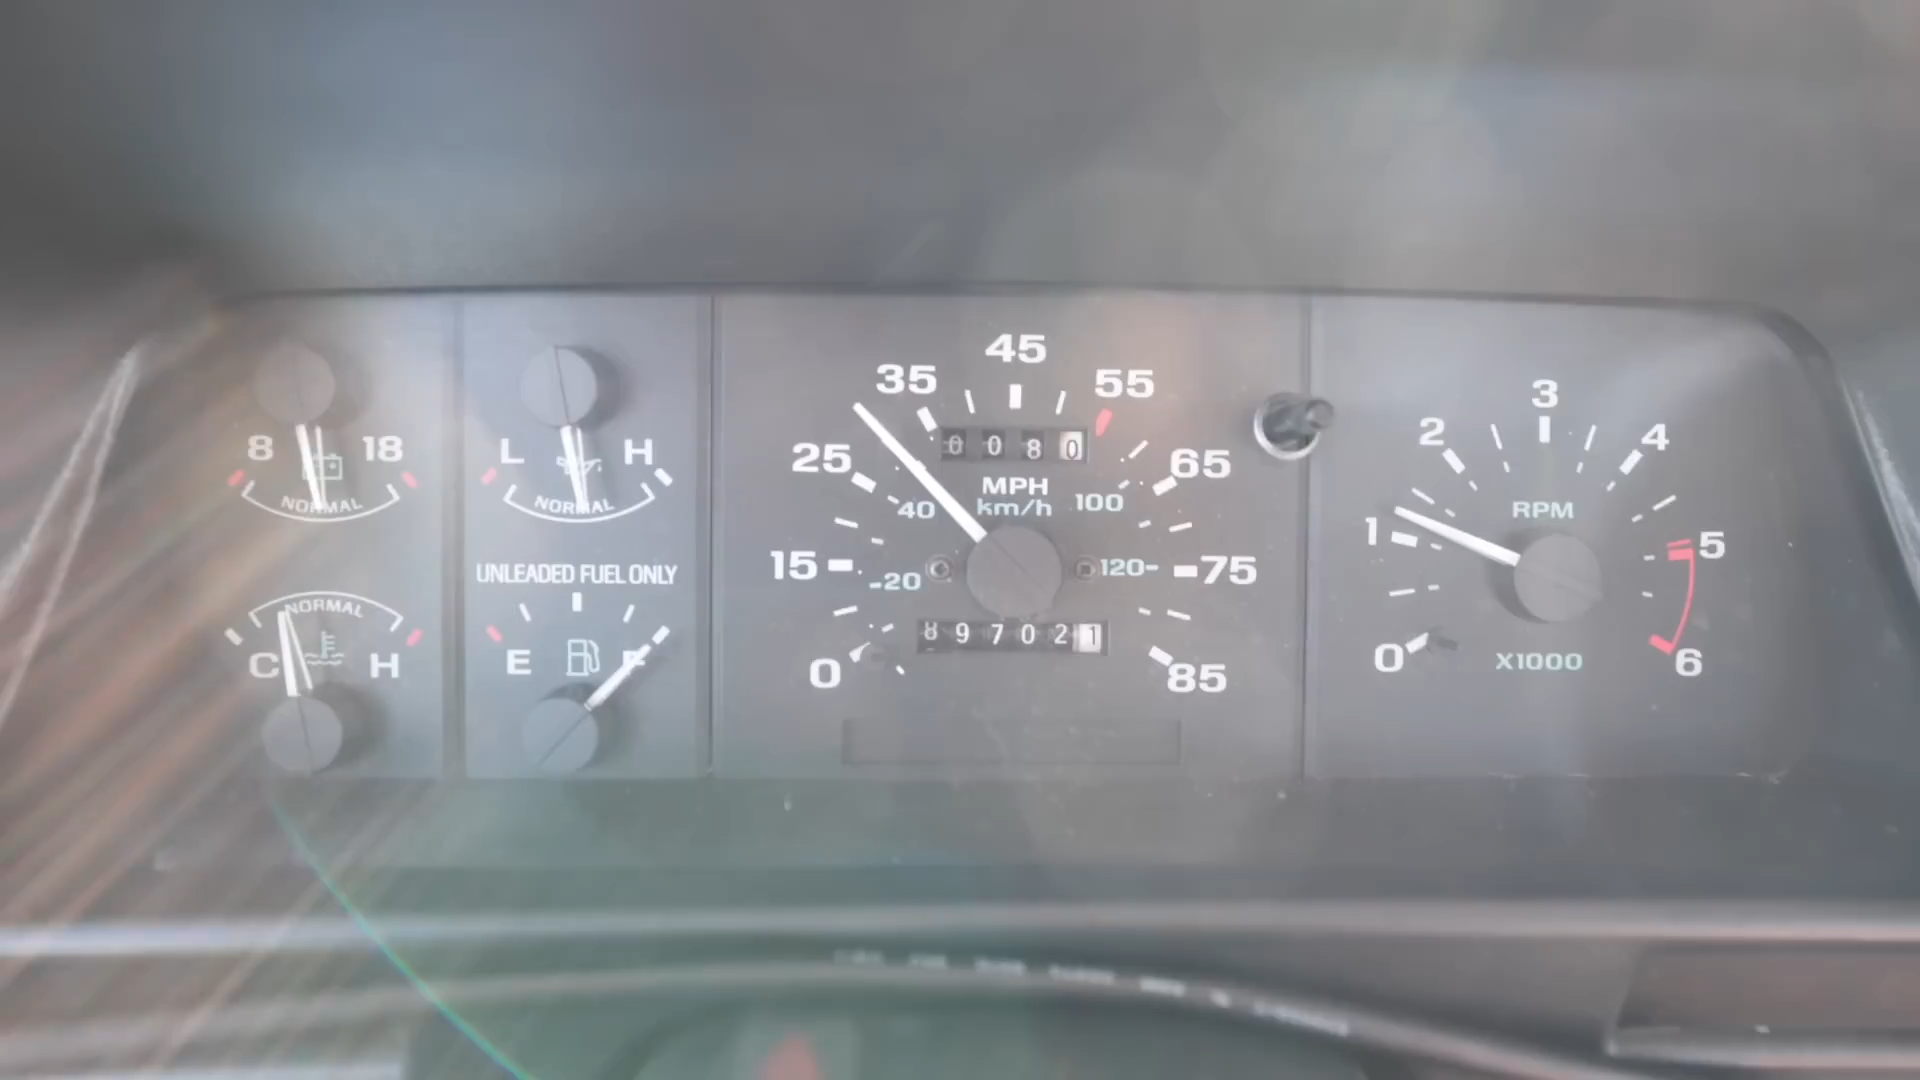 8 18
NORMAL
L H
NORMAL
UNLEADED FUEL ONLY
NORMAL
C H
E F
0 15 25 35 45 55 65 75 85
0 0 8 0
MPH
km/h
20 40 100 120
8 9 7 0 2 1
0 1 2 3 4 5 6
RPM
X1000